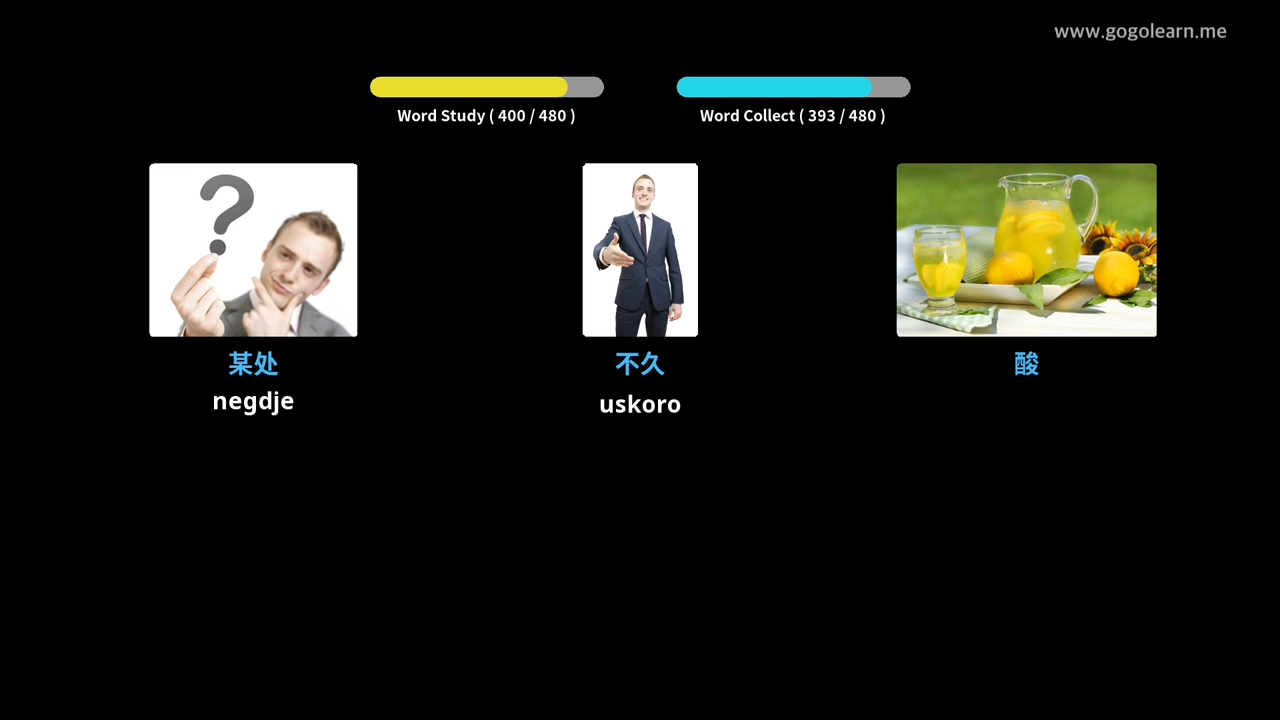 www.gogolearn.me
Word Study ( 400 / 480 )
Word Collect ( 393 / 480 )
某处
不久
酸
negdje
uskoro